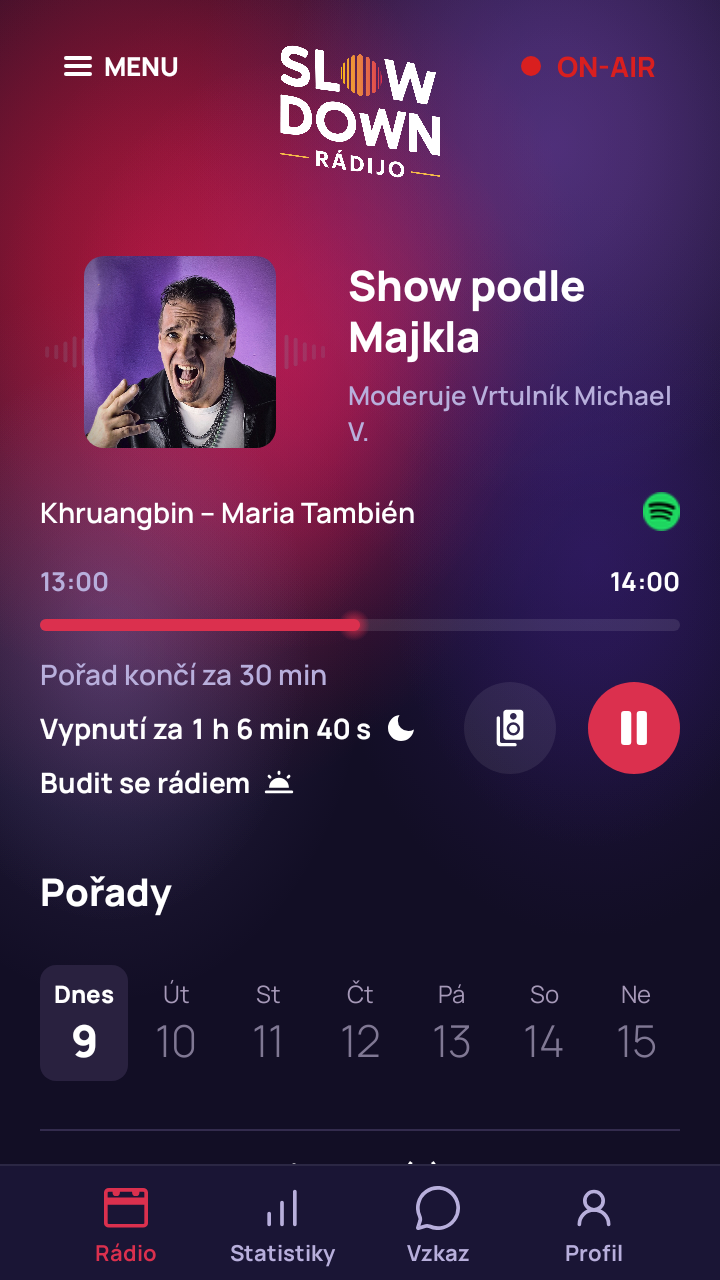 MENU
SLOW
DOWN
RÁDIJO
ON-AIR
Show podle
Majkla
Moderuje Vrtulník Michael
V.
Khruangbin – Maria También
13:00
14:00
Pořad končí za 30 min
Vypnutí za 1 h 6 min 40 s
Budit se rádiem
Pořady
Dnes Út St Čt Pá So Ne
9 10 11 12 13 14 15
Rádio Statistiky Vzkaz Profil